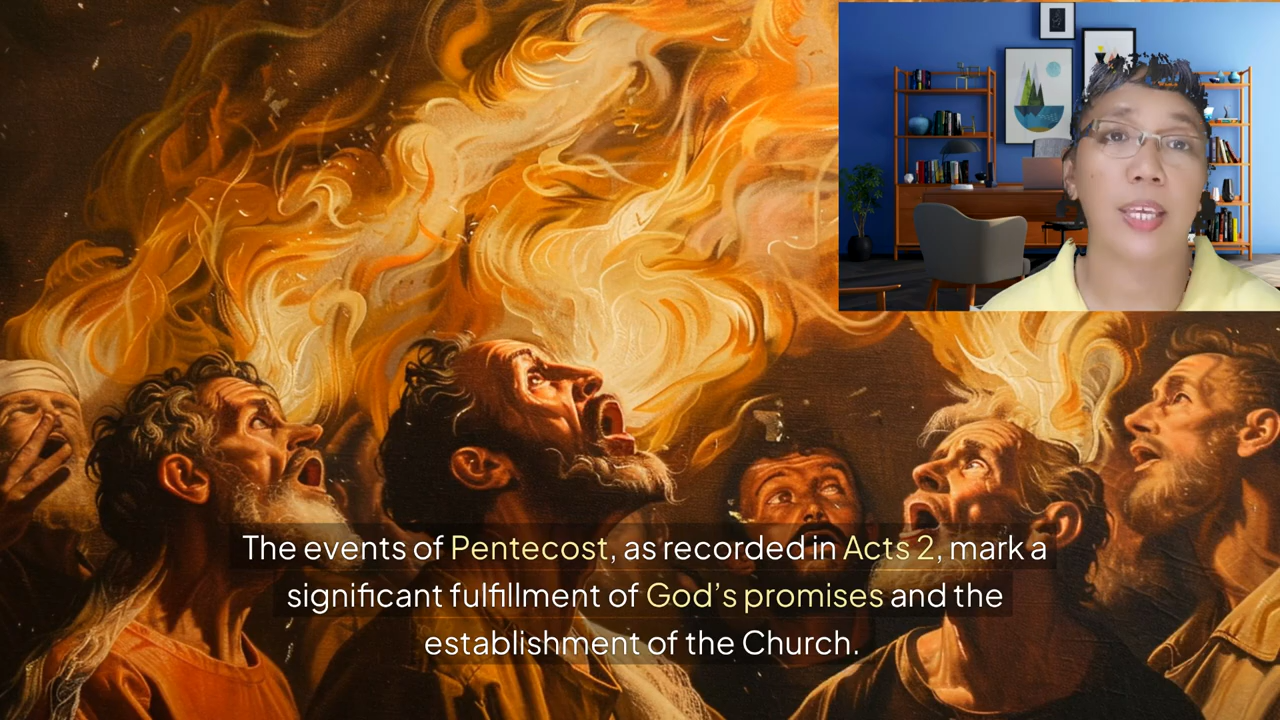 The events of Pentecost, as recorded in Acts 2, mark a
significant fulfillment of God’s promises and the
establishment of the Church.